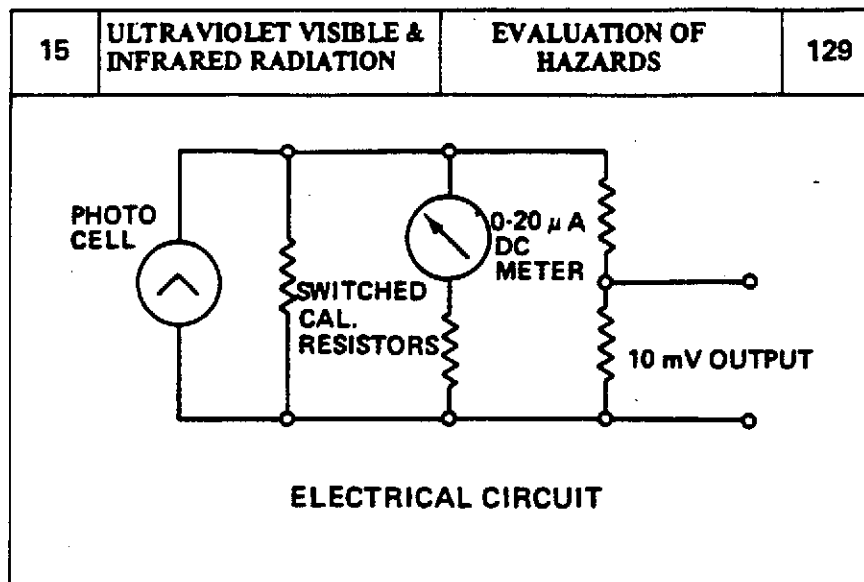 15
ULTRAVIOLET VISIBLE &
INFRARED RADIATION
EVALUATION OF
HAZARDS
129
PHOTO
CELL
SWITCHED
CAL.
RESISTORS
0-20 μA
DC
METER
10 mV OUTPUT
ELECTRICAL CIRCUIT